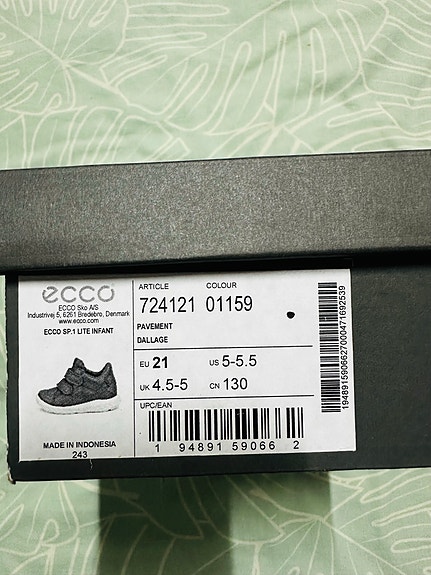 ecco
ECCO Sko A/S
Industrivej 5, 6261 Bredebro, Denmark
www.ecco.com
ECCO SP.1 LITE INFANT
MADE IN INDONESIA
243
ARTICLE COLOUR
724121 01159
PAVEMENT
DALLAGE
EU 21 US 5-5.5
UK 4.5-5 CN 130
UPC/EAN
1 94891 59066 2
19489159066270000471692539